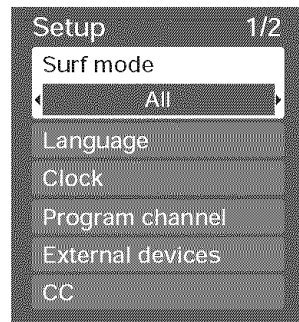 Setup 1/2
Surf mode
All
Language
Clock
Program channel
External devices
CC